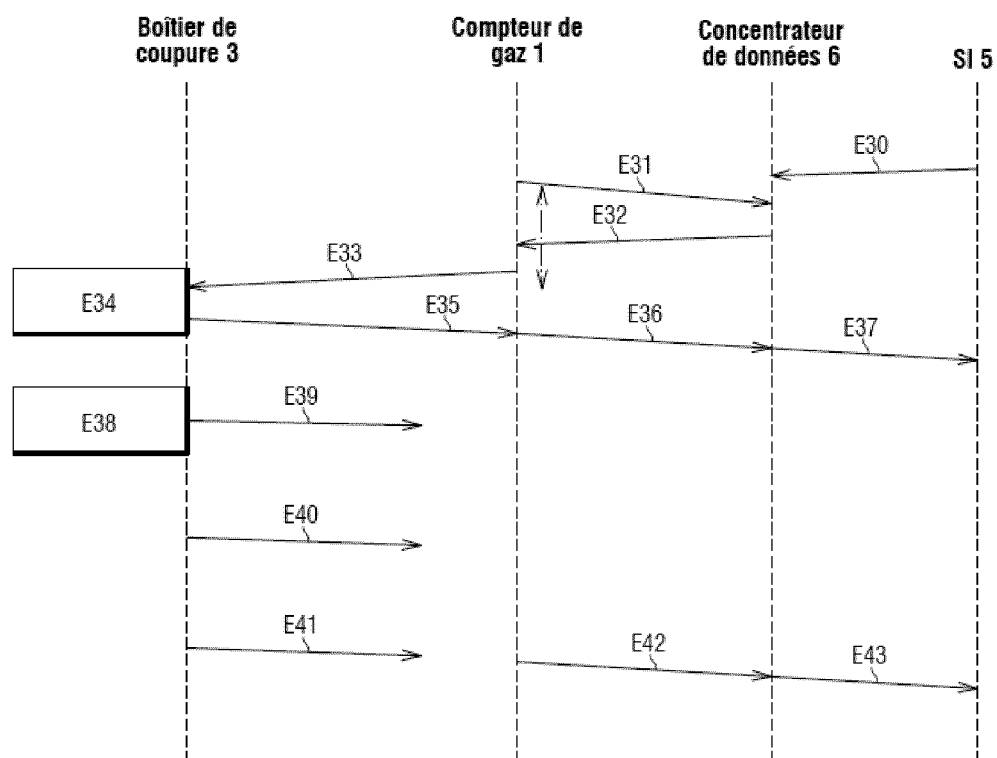 Boîtier de
coupure 3
Compteur de
gaz 1
Concentrateur
de données 6
SI 5
E30
E31
E32
E33
E34
E35
E36
E37
E38
E39
E40
E41
E42
E43